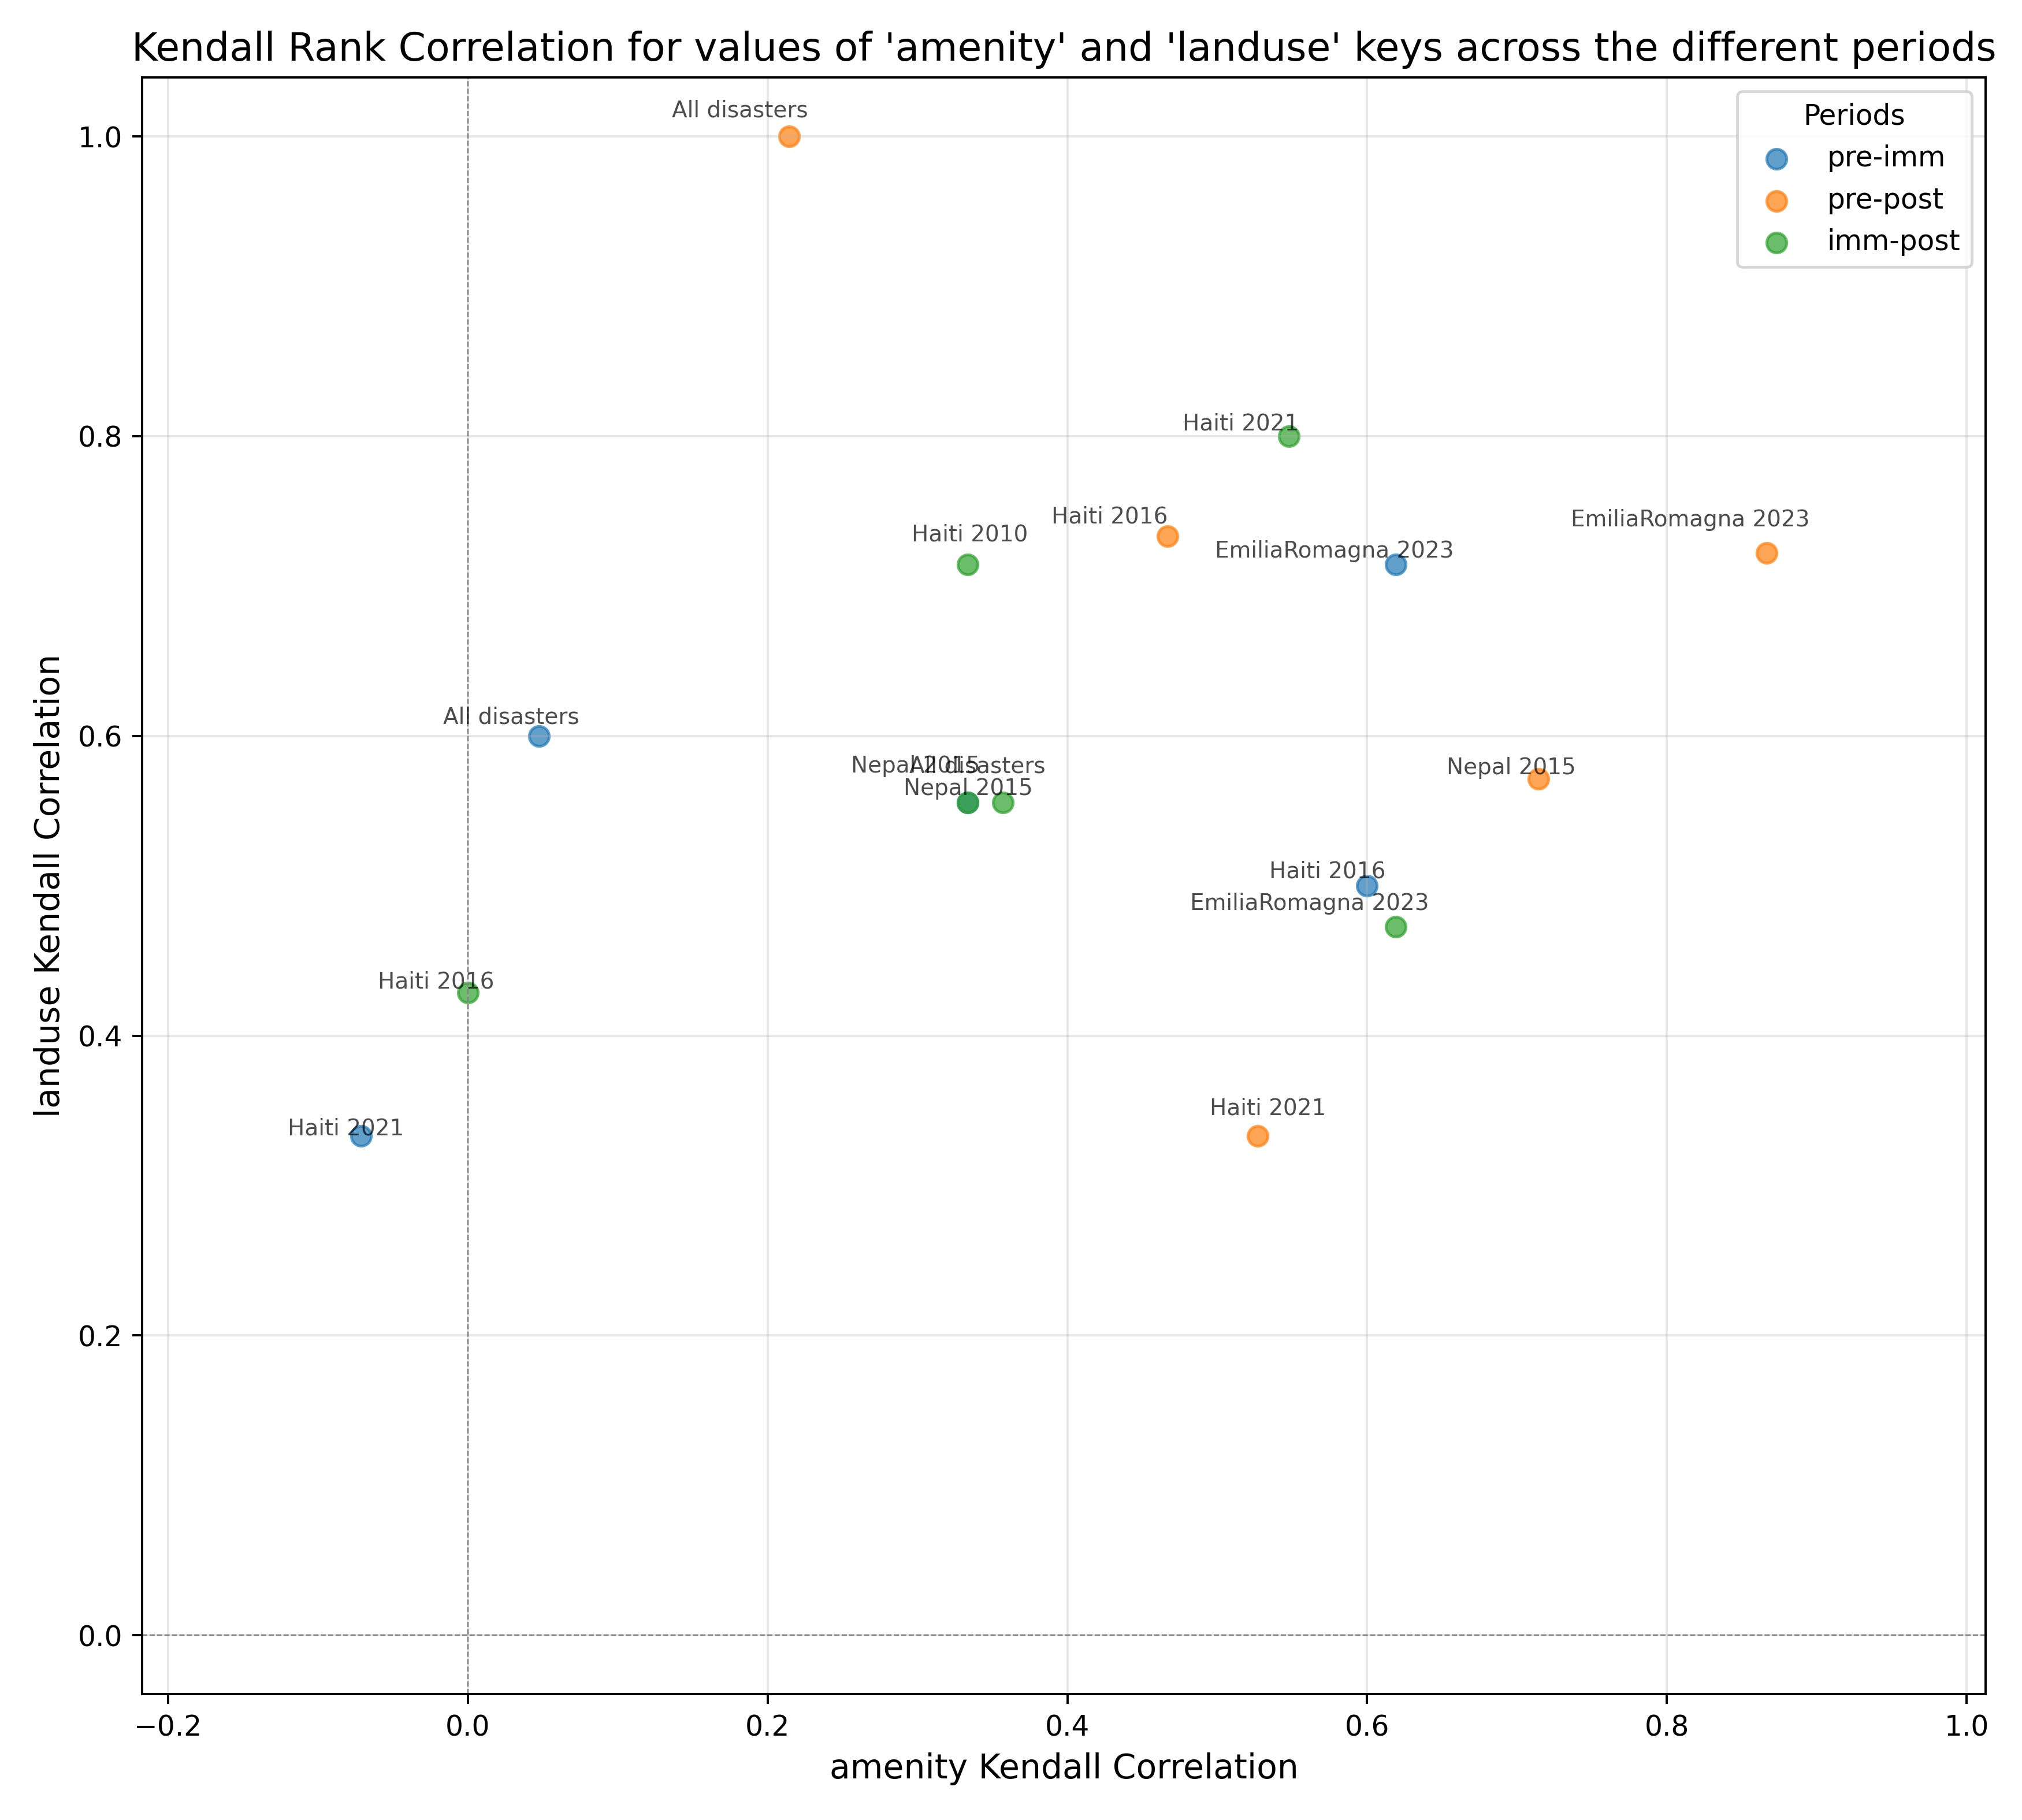 Kendall Rank Correlation for values of 'amenity' and 'landuse' keys across the different periods
All disasters
Periods
pre-imm
pre-post
imm-post
1.0
Haiti 2021
0.8
Haiti 2016
EmiliaRomagna 2023
Haiti 2010
EmiliaRomagna 2023
All disasters
0.6
Nepal 2015
All disasters
Nepal 2015
Nepal 2015
Haiti 2016
EmiliaRomagna 2023
Haiti 2016
0.4
Haiti 2021
Haiti 2021
0.2
0.0
landuse Kendall Correlation
−0.2
0.0
0.2
0.4
0.6
0.8
1.0
amenity Kendall Correlation